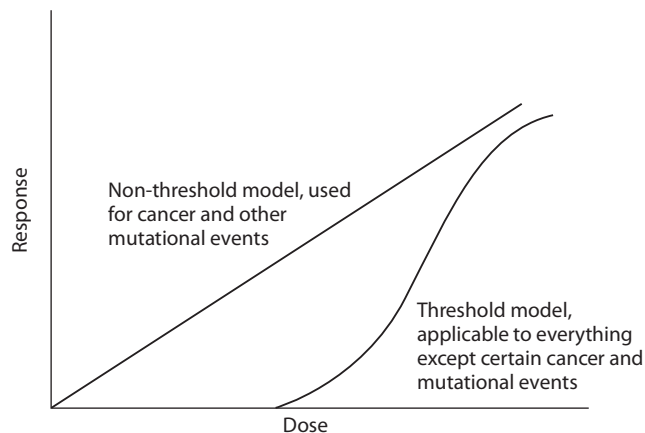 Response
Non-threshold model, used
for cancer and other
mutational events
Threshold model,
applicable to everything
except certain cancer and
mutational events
Dose